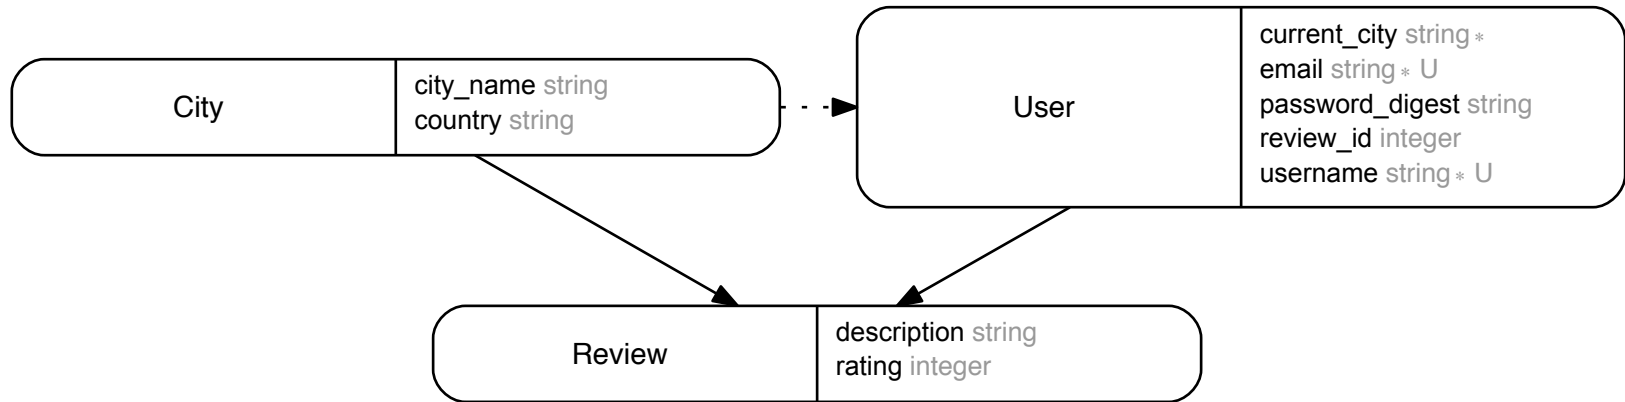 City
city_name string
country string
User
current_city string *
email string * U
password_digest string
review_id integer
username string * U
Review
description string
rating integer